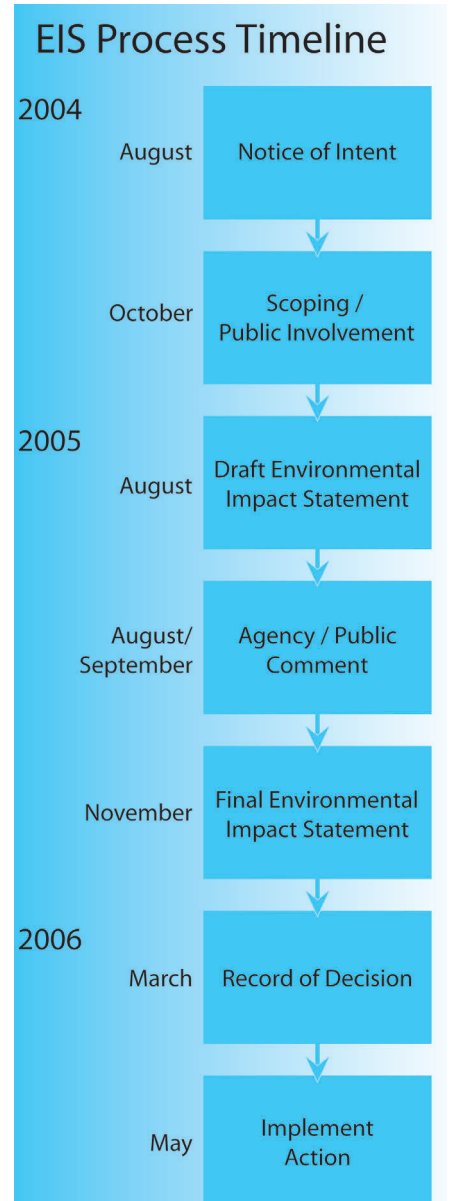 EIS Process Timeline
2004
August
Notice of Intent
October
Scoping /
Public Involvement
2005
August
Draft Environmental
Impact Statement
August/
September
Agency / Public
Comment
November
Final Environmental
Impact Statement
2006
March
Record of Decision
May
Implement
Action